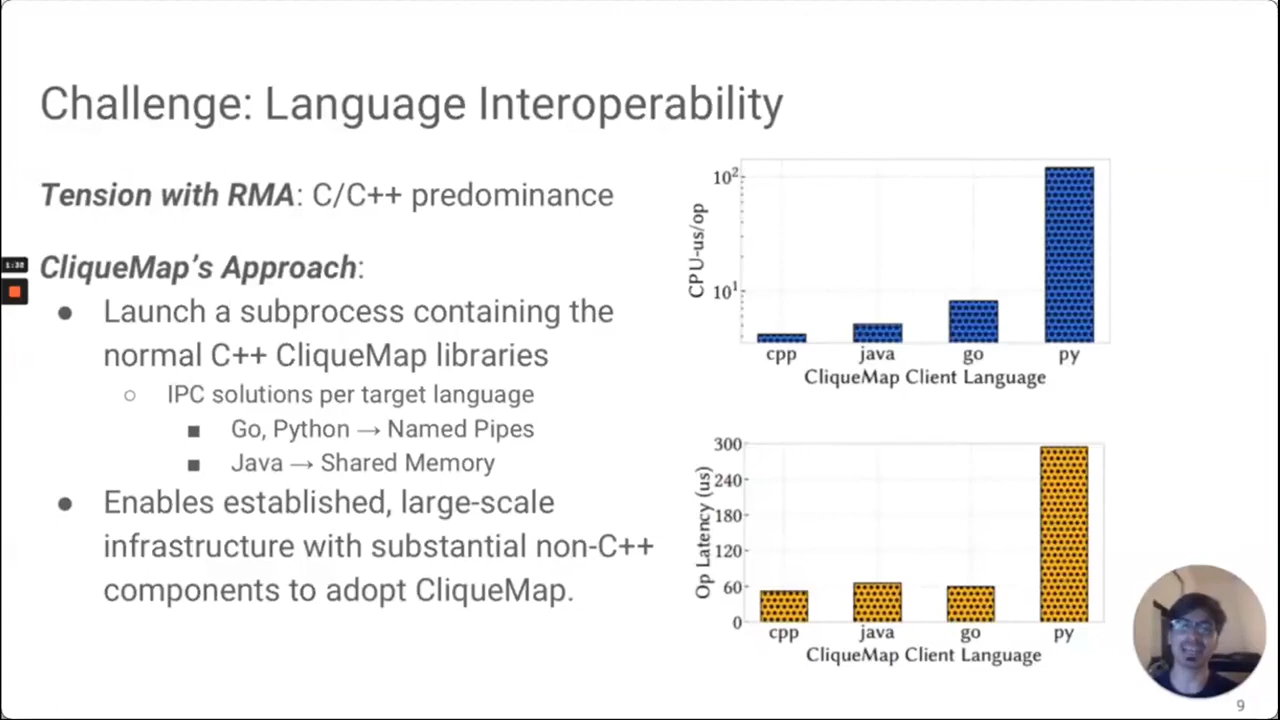 Challenge: Language Interoperability
Tension with RMA: C/C++ predominance
CliqueMap’s Approach:
● Launch a subprocess containing the
normal C++ CliqueMap libraries
○ IPC solutions per target language
■ Go, Python → Named Pipes
■ Java → Shared Memory
● Enables established, large-scale
infrastructure with substantial non-C++
components to adopt CliqueMap.
1:38
CPU-us/op
10²
10¹
cpp java go py
CliqueMap Client Language
Op Latency (us)
300
240
180
120
60
0
cpp java go py
CliqueMap Client Language
9